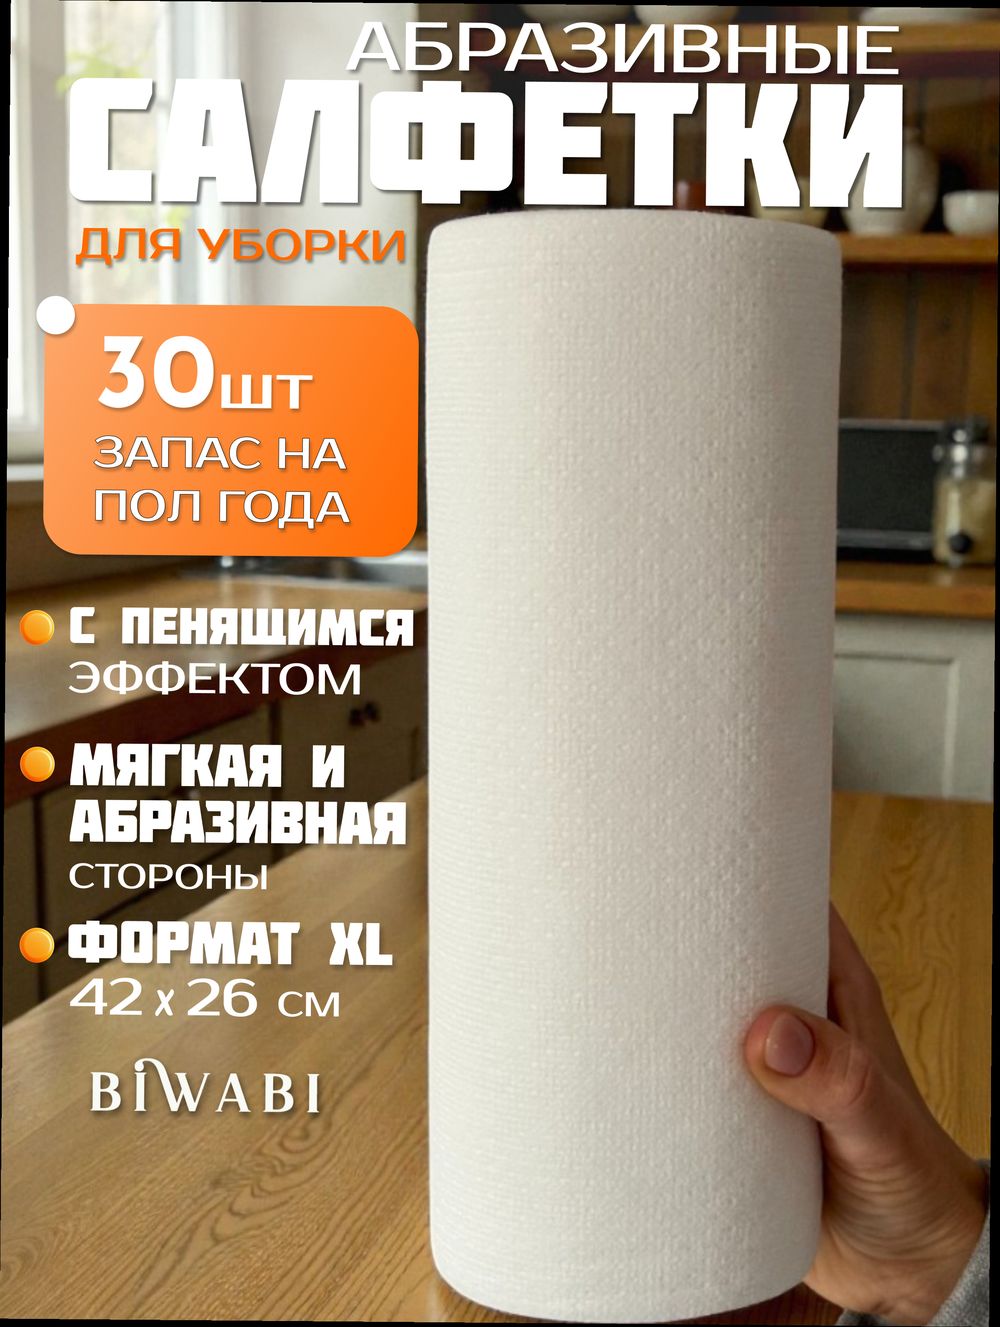 АБРАЗИВНЫЕ
САЛФЕТКИ
ДЛЯ УБОРКИ
30шт
ЗАПАС НА
ПОЛ ГОДА
С ПЕНЯЩИМСЯ
ЭФФЕКТОМ
МЯГКАЯ И
АБРАЗИВНАЯ
СТОРОНЫ
ФОРМАТ XL
42 x 26 СМ
BIWABI